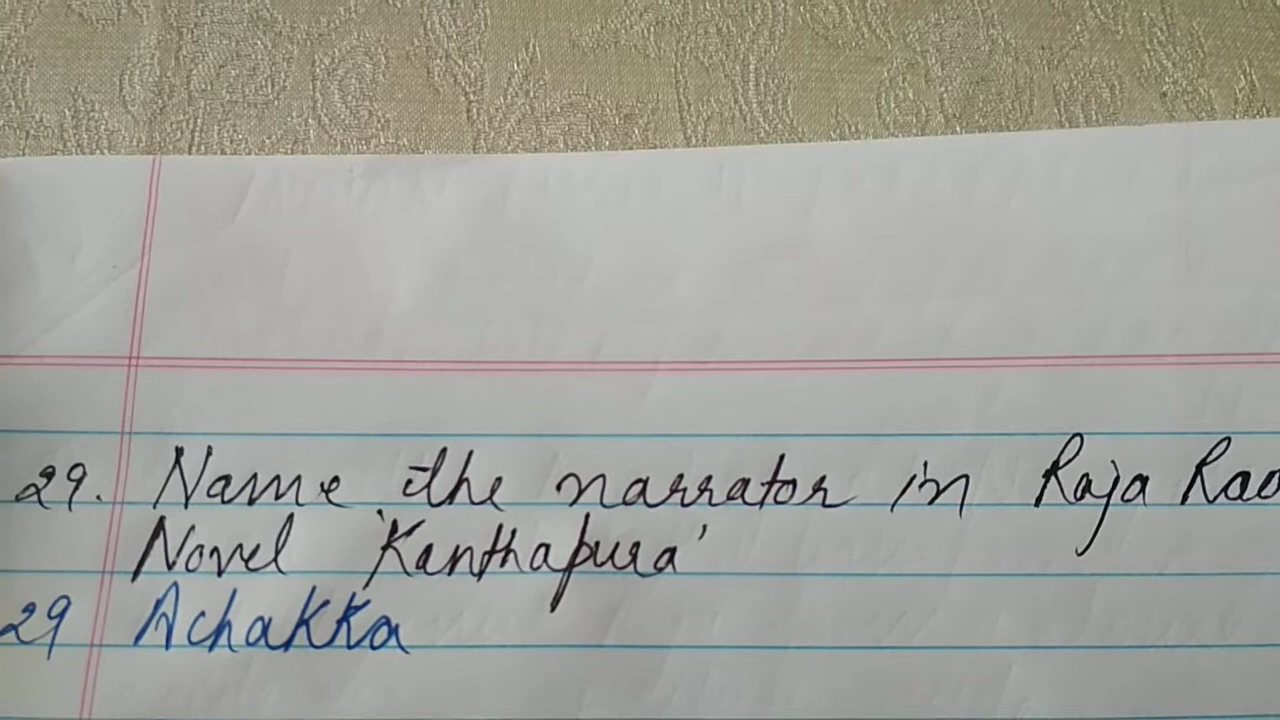 29. Name the narrator in Raja Rao
Novel 'Kanthapura'
29 Achakka